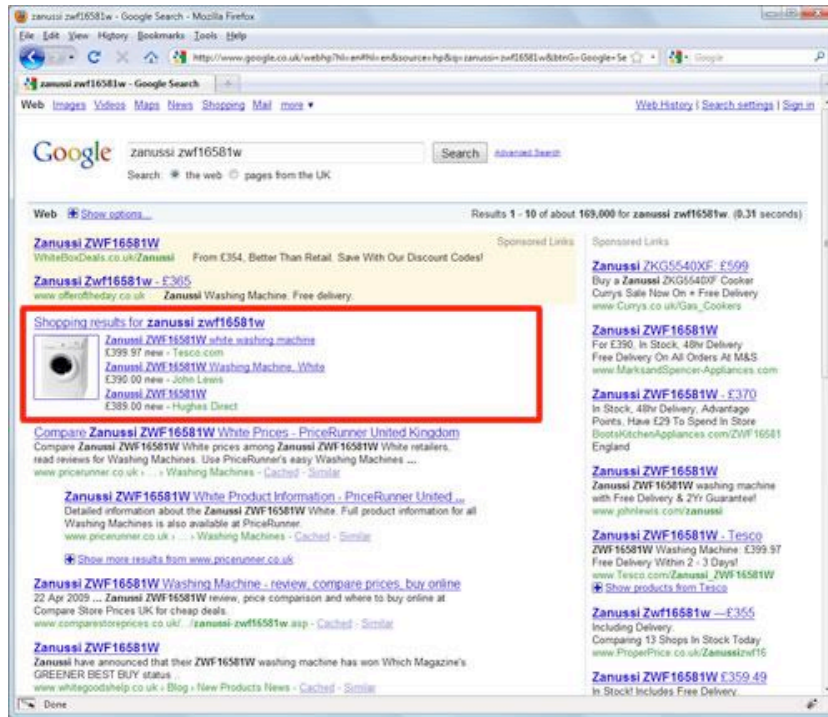 zanussi zwf16581w - Google Search - Mozilla Firefox
File Edit View History Bookmarks Tools Help
zanussi zwf16581w - Google Search
Web Images Videos Maps News Shopping Mail more ▼
Web History | Search settings | Sign in
Google zanussi zwf16581w Search Advanced Search
Search: the web pages from the UK
Web Show options...
Results 1 - 10 of about 169,000 for zanussi zwf16581w. (0.31 seconds)
Zanussi ZWF16581W
Sponsored Links
WhiteBoxDeals.co.uk/Zanussi From £354, Better Than Retail. Save With Our Discount Codes!
Zanussi Zwf16581w - £365
www.offeroftheday.co.uk Zanussi Washing Machine. Free delivery.
Shopping results for zanussi zwf16581w
Zanussi ZWF16581W white washing machine
£399.97 new - Tesco.com
Zanussi ZWF16581W Washing Machine, White
£390.00 new - John Lewis
Zanussi ZWF16581W
£389.00 new - Hughes Direct
Compare Zanussi ZWF16581W White Prices - PriceRunner United Kingdom
Compare Zanussi ZWF16581W White prices among Zanussi ZWF16581W White retailers,
read reviews for Washing Machines. Use PriceRunner's easy Washing Machines ...
www.pricerunner.co.uk › ... › Washing Machines - Cached - Similar
Zanussi ZWF16581W White Product Information - PriceRunner United ...
Detailed information about the Zanussi ZWF16581W White. Full product information for all
Washing Machines is also available at PriceRunner.
www.pricerunner.co.uk › ... › Washing Machines - Cached - Similar
Show more results from www.pricerunner.co.uk
Zanussi ZWF16581W Washing Machine - review, compare prices, buy online
22 Apr 2009 ... Zanussi ZWF16581W review, price comparison and where to buy online at
Compare Store Prices UK for cheap deals.
www.comparestoreprices.co.uk/.../zanussi-zwf16581w.asp - Cached - Similar
Zanussi ZWF16581W
Zanussi have announced that their ZWF16581W washing machine has won Which Magazine's
GREENER BEST BUY status ..
www.whitegoodshelp.co.uk › Blog › New Products News - Cached - Similar
Sponsored Links
Zanussi ZKG5540XF: £599
Buy a Zanussi ZKG5540XF Cooker
Currys Sale Now On + Free Delivery
www.Currys.co.uk/Gas_Cookers
Zanussi ZWF16581W
For £390, In Stock, 48hr Delivery
Free Delivery On All Orders At M&S
www.MarksandSpencer-Appliances.com
Zanussi ZWF16581W - £370
In Stock, 48hr Delivery, Advantage
Points, Have £29 To Spend In Store
BootsKitchenAppliances.com/ZWF16581
England
Zanussi ZWF16581W
Zanussi ZWF16581W washing machine
with Free Delivery & 2Yr Guarantee!
www.johnlewis.com/zanussi
Zanussi ZWF16581W - Tesco
ZWF16581W Washing Machine: £399.97
Free Delivery Within 2 - 3 Days!
www.Tesco.com/Zanussi_ZWF16581W
Show products from Tesco
Zanussi Zwf16581w —£355
Including Delivery.
Comparing 13 Shops In Stock Today
www.ProperPrice.co.uk/Zanussizwf16
Zanussi ZWF16581W £359.49
In Stock! Includes Free Delivery.
Done